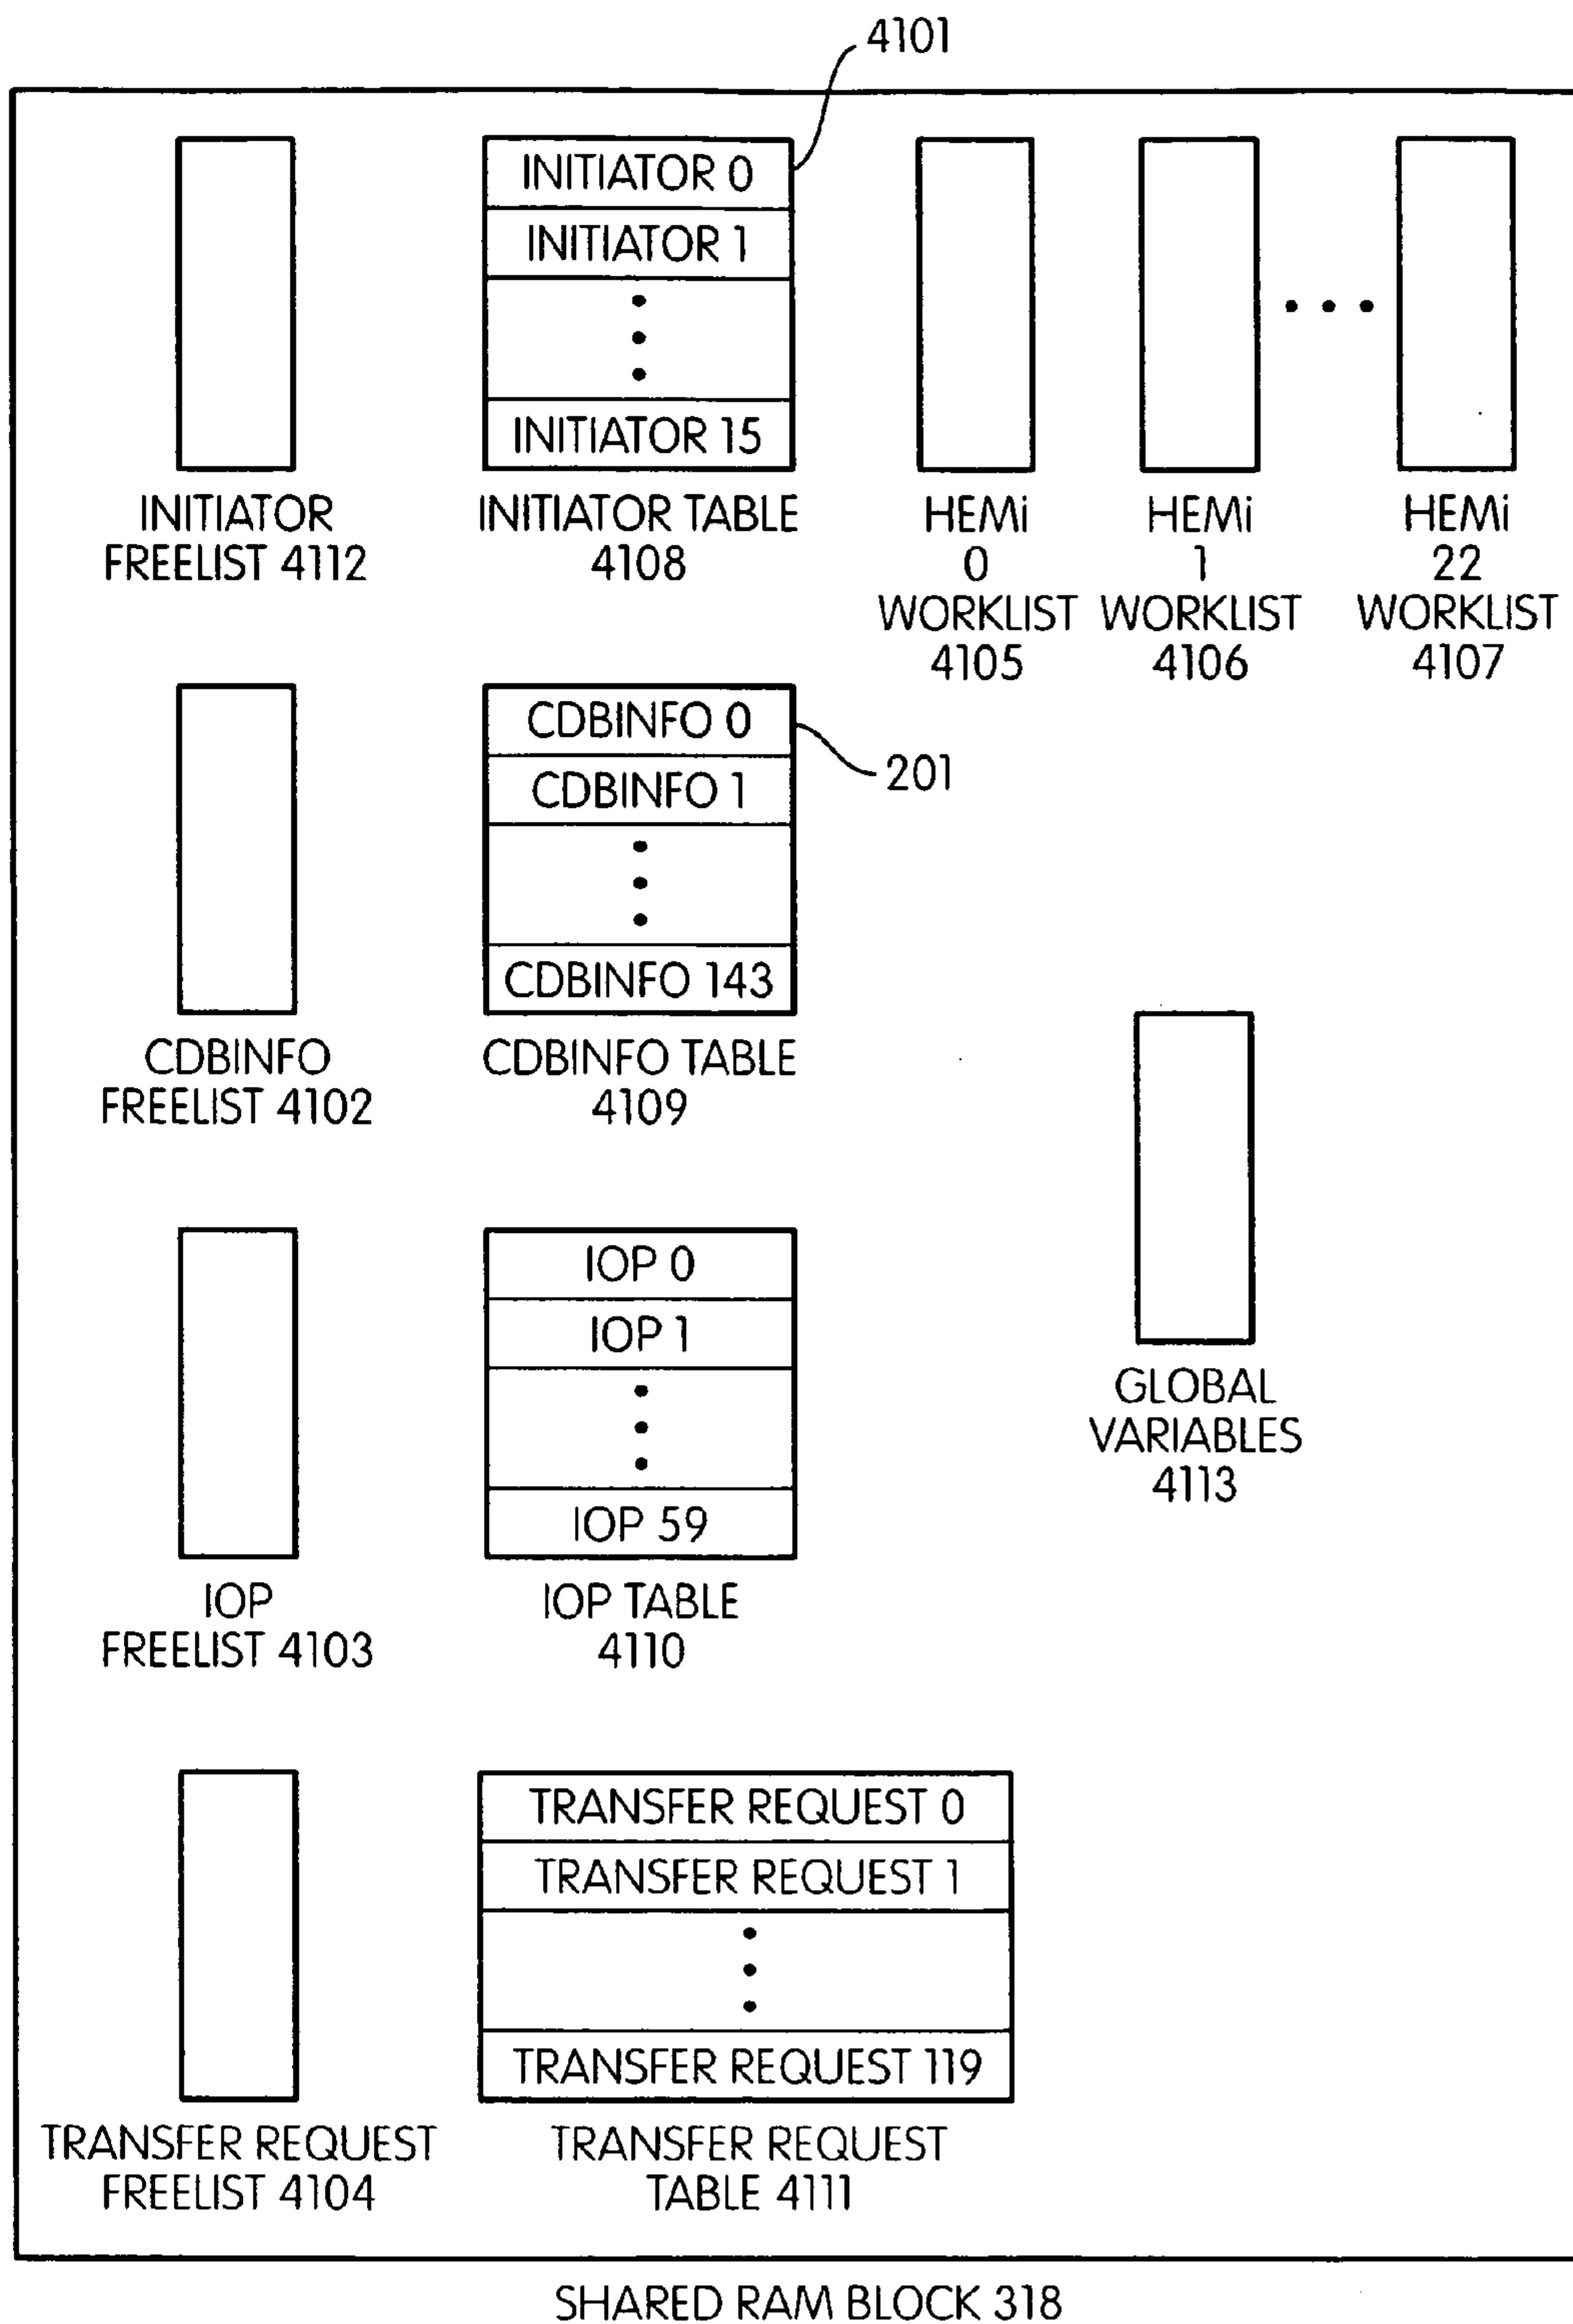 4101
INITIATOR 0
INITIATOR 1
INITIATOR 15
INITIATOR
FREELIST 4112
INITIATOR TABLE
4108
HEMi
0
WORKLIST
4105
HEMi
1
WORKLIST
4106
HEMi
22
WORKLIST
4107
CDBINFO 0
201
CDBINFO 1
CDBINFO 143
CDBINFO
FREELIST 4102
CDBINFO TABLE
4109
IOP 0
IOP 1
IOP 59
IOP
FREELIST 4103
IOP TABLE
4110
GLOBAL
VARIABLES
4113
TRANSFER REQUEST 0
TRANSFER REQUEST 1
TRANSFER REQUEST 119
TRANSFER REQUEST
FREELIST 4104
TRANSFER REQUEST
TABLE 4111
SHARED RAM BLOCK 318